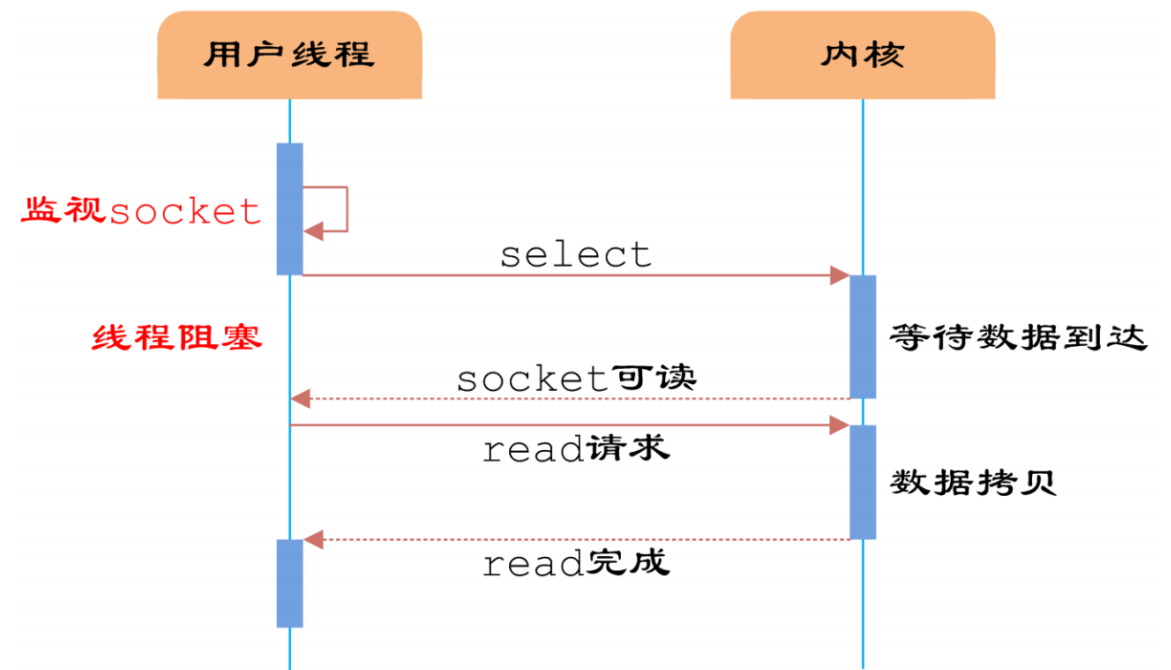 用户线程
内核
监视socket
select
线程阻塞
等待数据到达
socket可读
read请求
数据拷贝
read完成